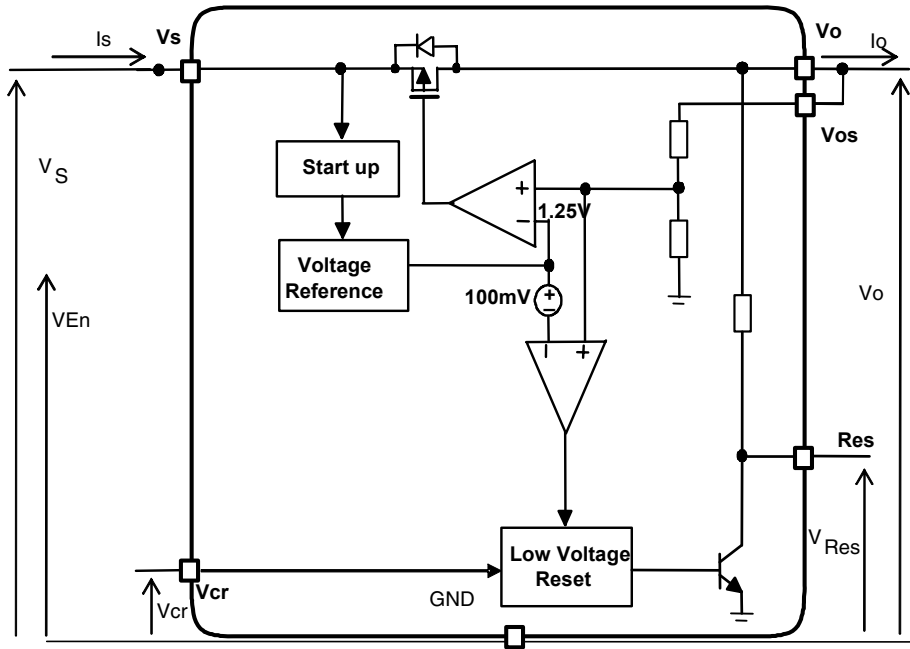 Is
Vs
Vo
Io
Vos
V S
Start up
+
1.25V
−
Voltage
Reference
100mV
+
−
VEn
Vo
− +
Res
Low Voltage
Reset
V Res
Vcr
GND
Vcr